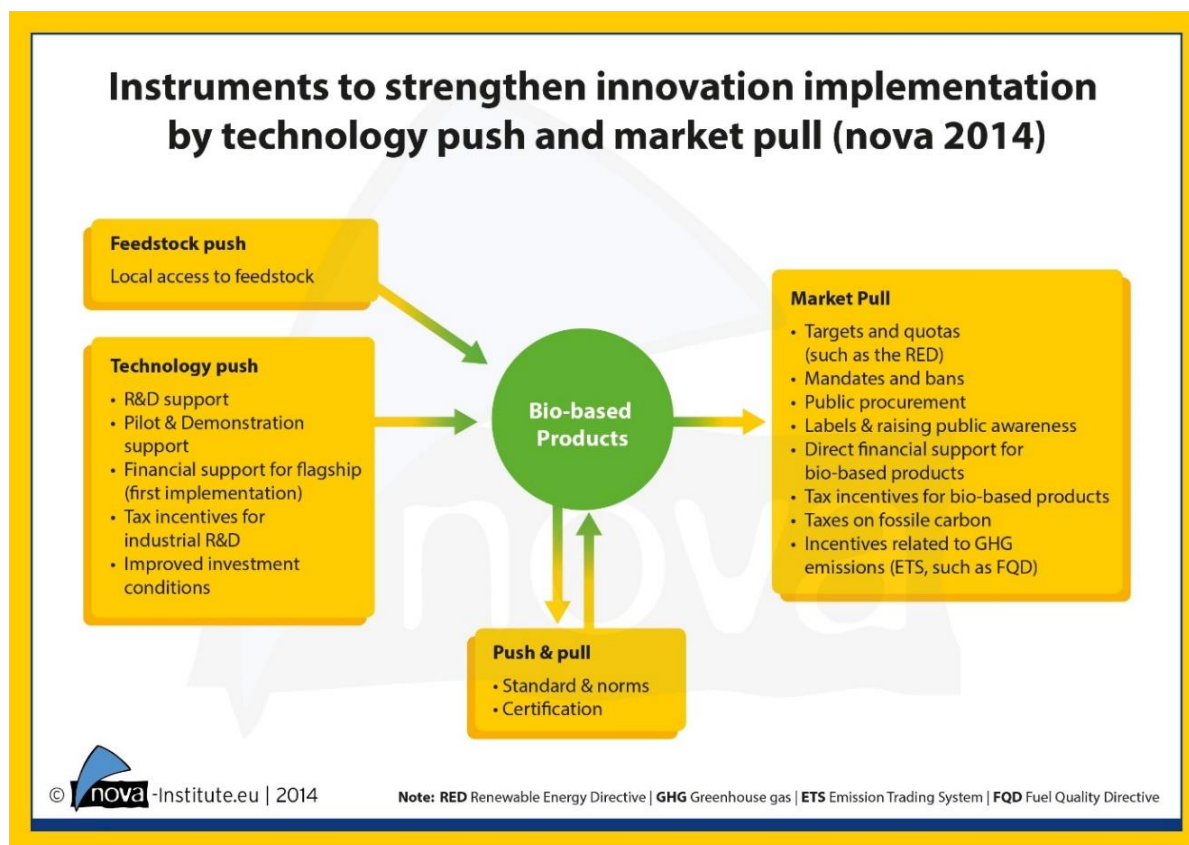 Instruments to strengthen innovation implementation
by technology push and market pull (nova 2014)
Feedstock push
Local access to feedstock
Technology push
• R&D support
• Pilot & Demonstration
support
• Financial support for flagship
(first implementation)
• Tax incentives for
industrial R&D
• Improved investment
conditions
Bio-based
Products
Market Pull
• Targets and quotas
(such as the RED)
• Mandates and bans
• Public procurement
• Labels & raising public awareness
• Direct financial support for
bio-based products
• Tax incentives for bio-based products
• Taxes on fossile carbon
• Incentives related to GHG
emissions (ETS, such as FQD)
Push & pull
• Standard & norms
• Certification
nova
© nova-Institute.eu | 2014
Note: RED Renewable Energy Directive | GHG Greenhouse gas | ETS Emission Trading System | FQD Fuel Quality Directive